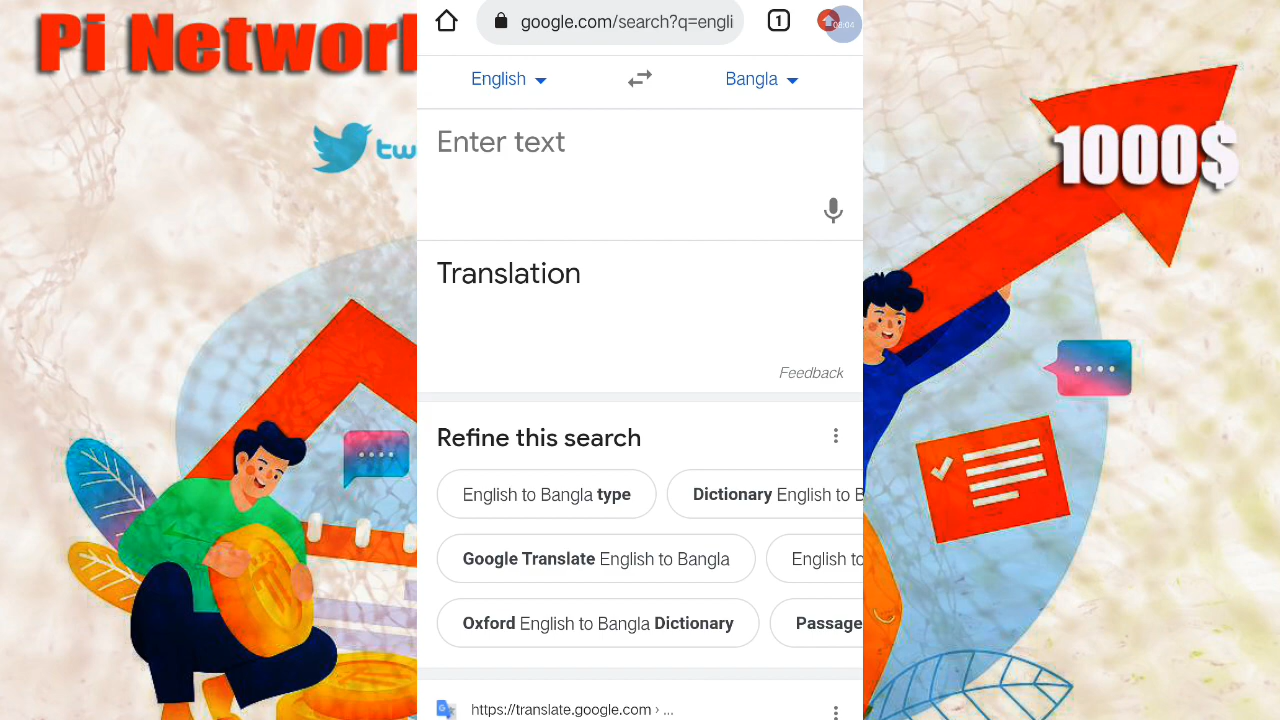 Pi Networ
google.com/search?q=engli
1
08:04
tw
English
Bangla
1000$
Enter text
Translation
Feedback
Refine this search
English to Bangla type
Dictionary English to B
Google Translate English to Bangla
English to
Oxford English to Bangla Dictionary
Passage
https://translate.google.com › ...